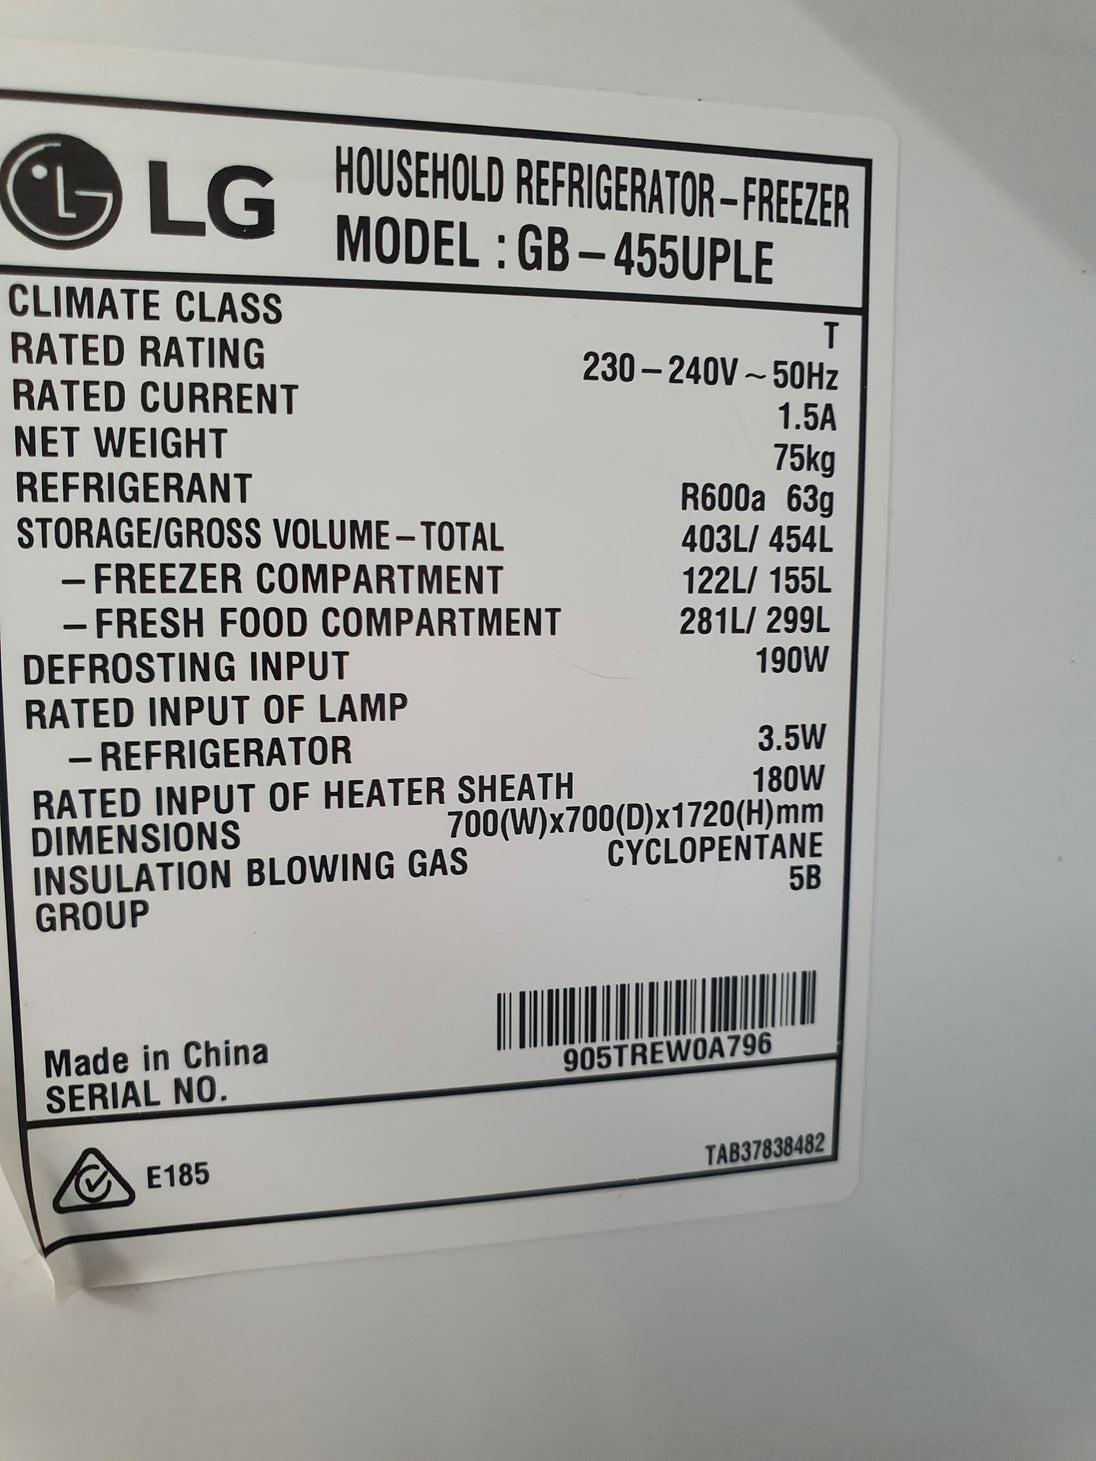 LG
HOUSEHOLD REFRIGERATOR–FREEZER
MODEL : GB–455UPLE
CLIMATE CLASS T
RATED RATING 230–240V ~ 50Hz
RATED CURRENT 1.5A
NET WEIGHT 75kg
REFRIGERANT R600a 63g
STORAGE/GROSS VOLUME–TOTAL 403L/ 454L
–FREEZER COMPARTMENT 122L/ 155L
–FRESH FOOD COMPARTMENT 281L/ 299L
DEFROSTING INPUT 190W
RATED INPUT OF LAMP
–REFRIGERATOR 3.5W
RATED INPUT OF HEATER SHEATH 180W
DIMENSIONS 700(W)x700(D)x1720(H)mm
INSULATION BLOWING GAS CYCLOPENTANE
GROUP 5B
Made in China
SERIAL NO. 905TREW0A796
E185 TAB37838482